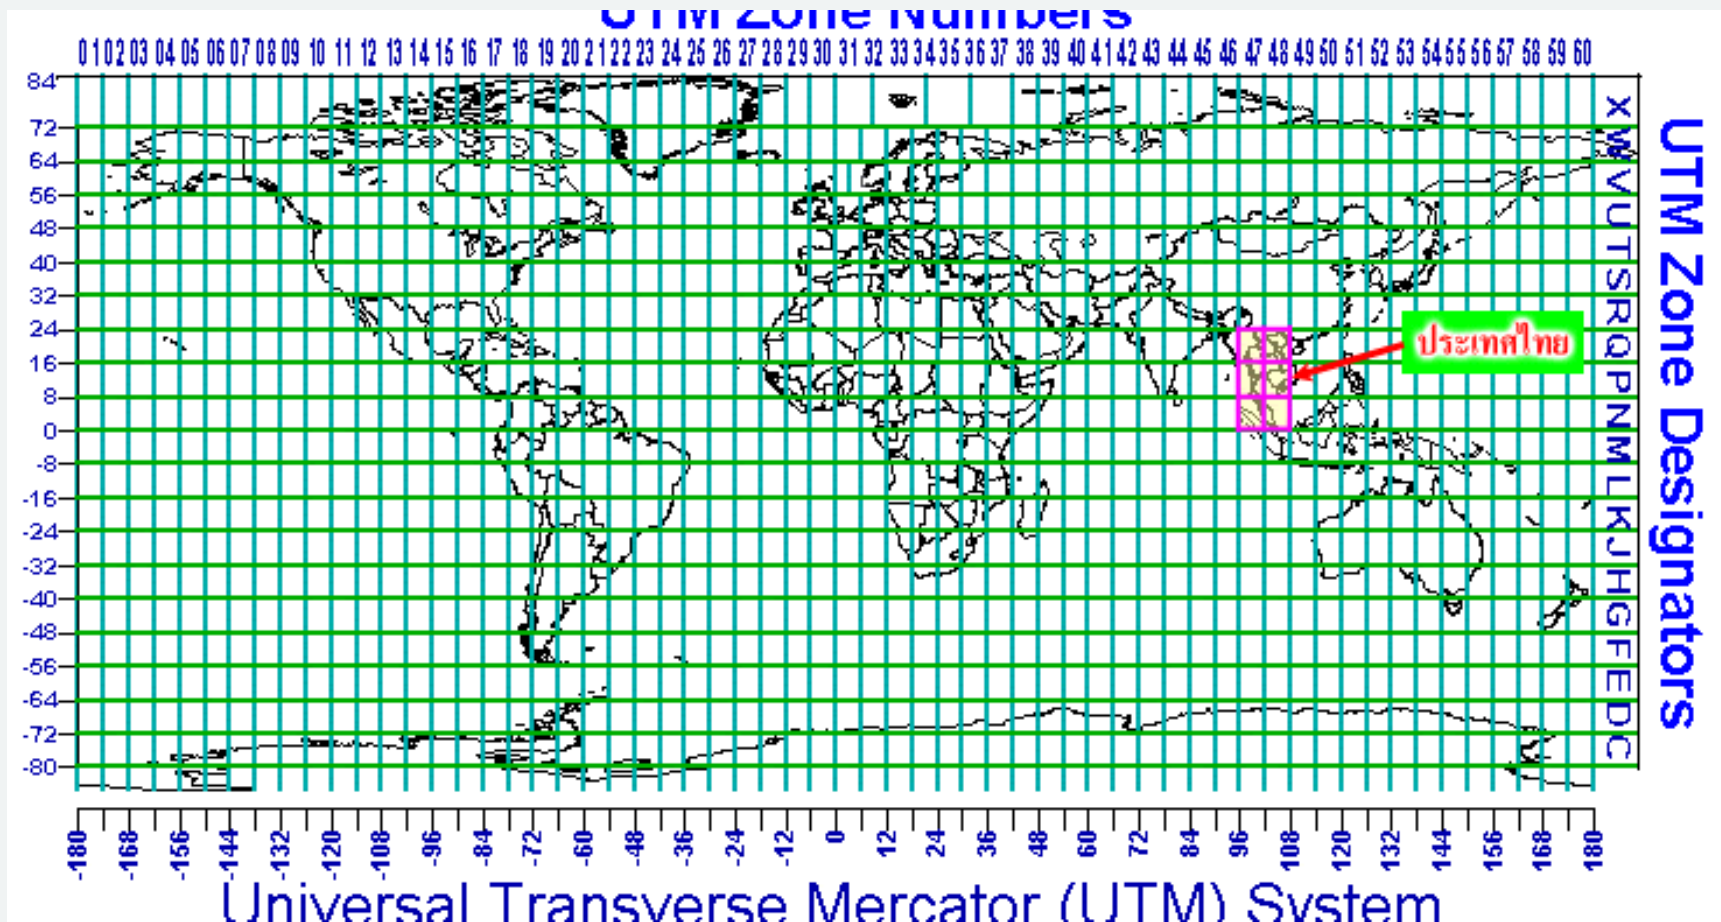 UTM Zone Numbers
0 1 02 03 04 05 06 07 08 09 10 11 12 13 14 15 16 17 18 19 20 21 22 23 24 25 26 27 28 29 30 31 32 33 34 35 36 37 38 39 40 61 42 43 44 45 46 47 48 49 50 51 52 53 54 55 56 57 58 59 60
84
X
72
W
64
V
56
U
48
T
40
S
32
R
24
ประเทศไทย
Q
16
P
8
N
0
M
-8
L
-16
K
-24
J
-32
H
-40
G
-48
F
-56
E
-64
D
-72
C
-80
UTM Zone Designators
-180 -168 -156 -144 -132 -120 -108 -96 -84 -72 -60 -48 -36 -24 -12 0 12 24 36 48 60 72 84 96 108 120 132 144 156 168 180
Universal Transverse Mercator (UTM) System